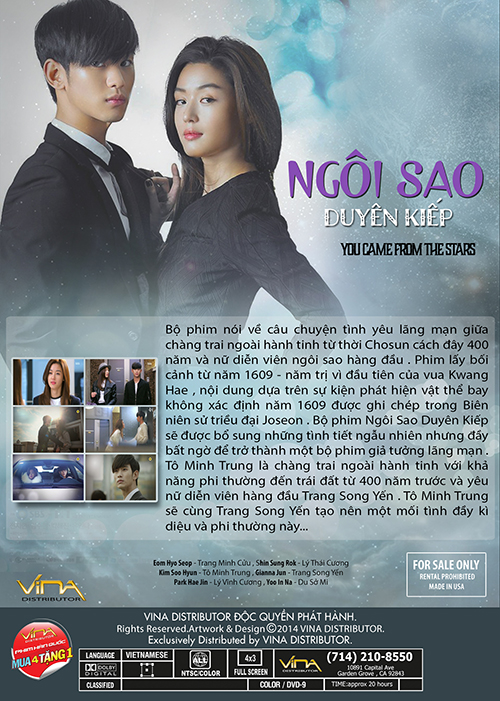 NGÔI SAO
DUYÊN KIẾP
YOU CAME FROM THE STARS
Bộ phim nói về câu chuyện tình yêu lãng mạn giữa
chàng trai ngoài hành tinh từ thời Chosun cách đây 400
năm và nữ diễn viên ngôi sao hàng đầu . Phim lấy bối
cảnh từ năm 1609 - năm trị vì đầu tiên của vua Kwang
Hae , nội dung dựa trên sự kiện phát hiện vật thể bay
không xác định năm 1609 được ghi chép trong Biên
niên sử triều đại Joseon . Bộ phim Ngôi Sao Duyên Kiếp
sẽ được bổ sung những tình tiết ngẫu nhiên nhưng đầy
bất ngờ để trở thành một bộ phim giả tưởng lãng mạn .
Tô Minh Trung là chàng trai ngoài hành tinh với khả
năng phi thường đến trái đất từ 400 năm trước và yêu
nữ diễn viên hàng đầu Trang Song Yến . Tô Minh Trung
sẽ cùng Trang Song Yến tạo nên một mối tình đầy kì
diệu và phi thường này...
Eom Hyo Seop - Trang Minh Cửu , Shin Sung Rok - Lý Thái Cương
Kim Soo Hyun - Tô Minh Trung , Gianna Jun - Trang Song Yến
Park Hae Jin - Lý Vinh Cương , Yoo In Na - Du Sở Mi
FOR SALE ONLY
RENTAL PROHIBITED
MADE IN USA
ViNA
DISTRIBUTOR
VINA DISTRIBUTOR ĐỘC QUYỀN PHÁT HÀNH.
Rights Reserved.Artwork & Design©2014 VINA DISTRIBUTOR.
Exclusively Distributed by VINA DISTRIBUTOR.
ViNA
DISTRIBUTOR
PHIM HÀN QUỐC
MUA 4 TẶNG 1
LANGUAGE VIETNAMESE
DOLBY
DIGITAL
ALL
NTSC/COLOR
4x3
FULL SCREEN
ViNA
DISTRIBUTOR
(714) 210-8550
10891 Capital Ave
Garden Grove , CA 92843
CLASSIFIED
COLOR / DVD-9
TIME:approx 20 hours